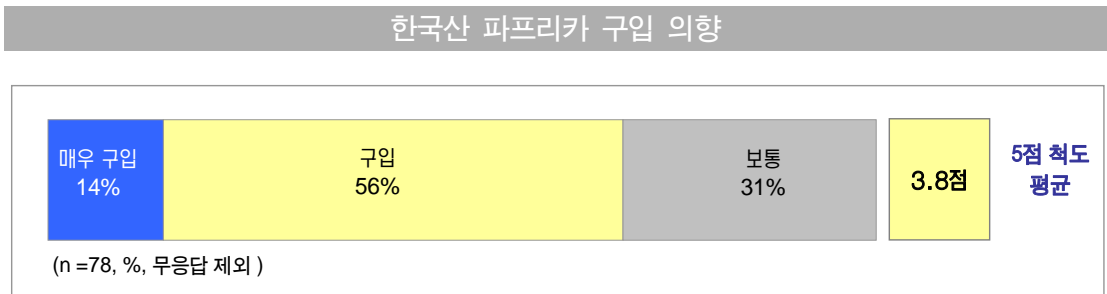 한국산 파프리카 구입 의향
매우 구입
14%
구입
56%
보통
31%
3.8점
5점 척도
평균
(n =78, %, 무응답 제외 )